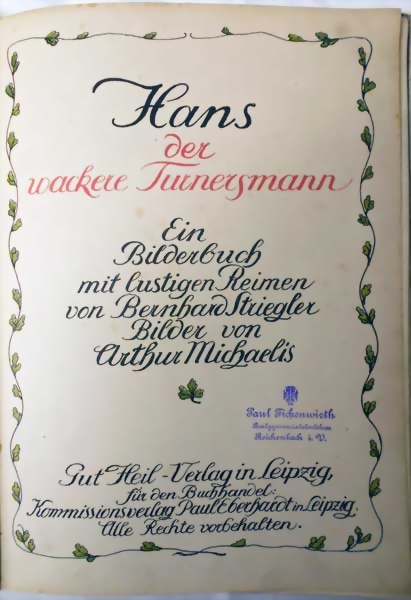 Hans
der
wackere Turnersmann
Ein
Bilderbuch
mit lustigen Reimen
von Bernhard Striegler
Bilder von
Arthur Michaelis
Paul Fichenwirth
Reichenbach i. V.
Gut Heil-Verlag in Leipzig,
für den Buchhandel:
Kommissionsverlag Paul Eberhardt in Leipzig.
Alle Rechte vorbehalten.